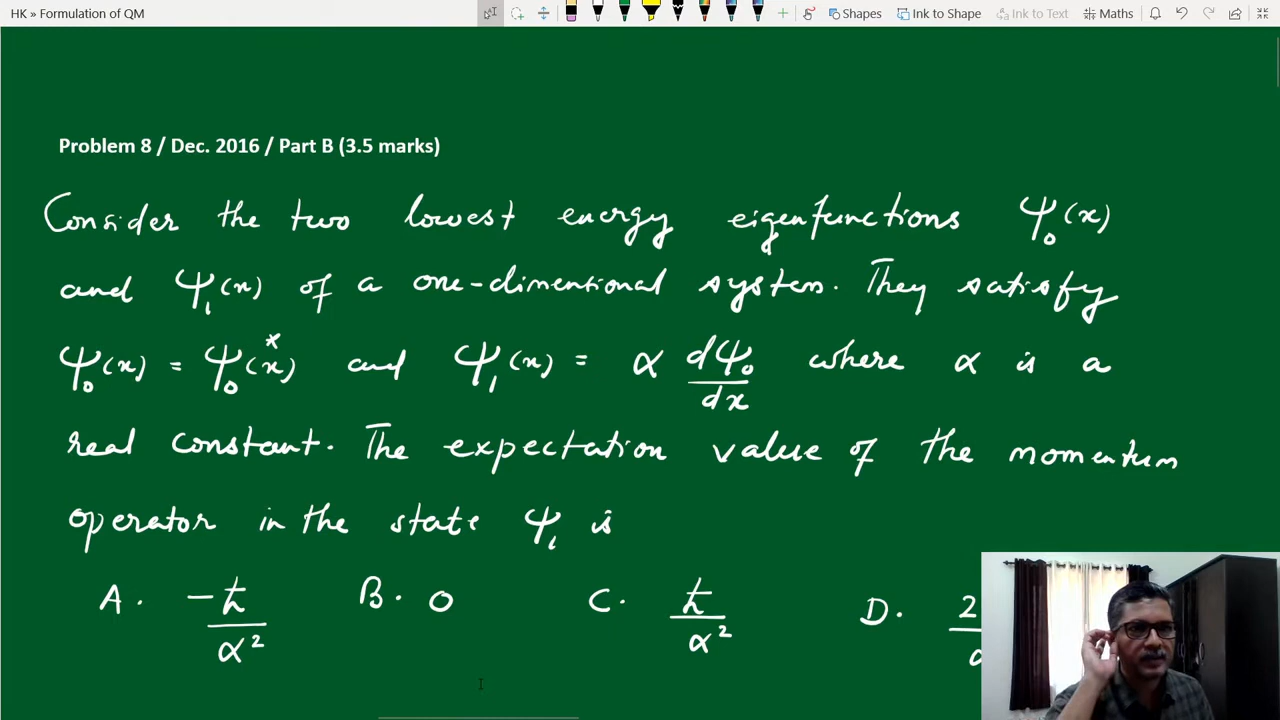 HK » Formulation of QM
Shapes Ink to Shape Ink to Text Maths
Problem 8 / Dec. 2016 / Part B (3.5 marks)
Consider the two lowest energy eigenfunctions Ψ₀(x)
and Ψ₁(x) of a one-dimentional system. They satisfy
Ψ₀(x) = Ψ₀(x)* and Ψ₁(x) = α dΨ₀/dx where α is a
real constant. The expectation value of the momentum
operator in the state Ψ₁ is
A. -ħ/α² B. 0 C. ħ/α² D. 2